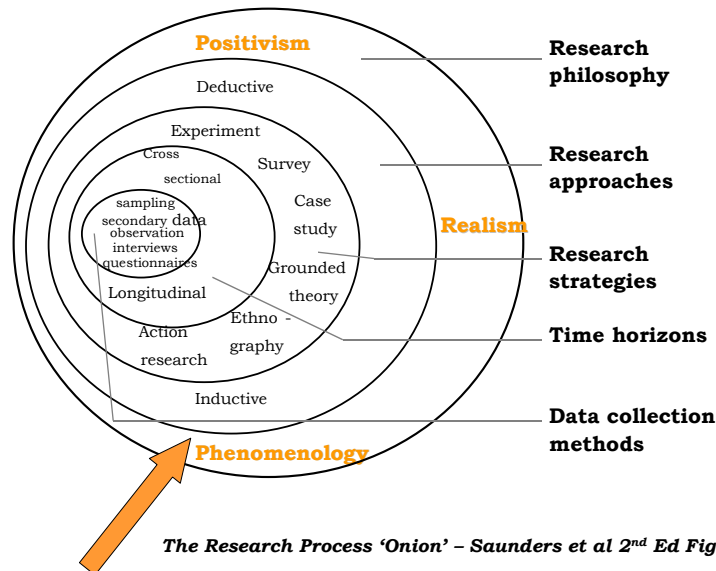 Positivism
Deductive
Experiment
Cross
sectional
Survey
sampling
secondary data
observation
interviews
questionnaires
Case
study
Realism
Grounded
theory
Longitudinal
Ethno -
graphy
Action
research
Inductive
Phenomenology
Research
philosophy
Research
approaches
Research
strategies
Time horizons
Data collection
methods
The Research Process ‘Onion’ – Saunders et al 2nd Ed Fig